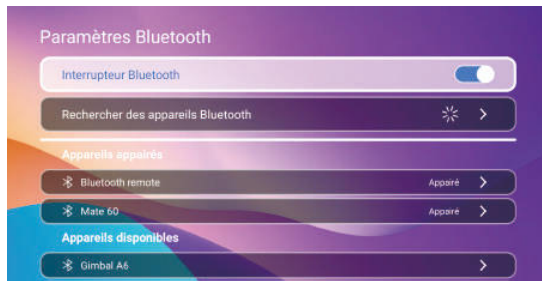 Paramètres Bluetooth
Interrupteur Bluetooth
Rechercher des appareils Bluetooth
Appareils appairés
Bluetooth remote Appairé
Mate 60 Appairé
Appareils disponibles
Gimbal A6